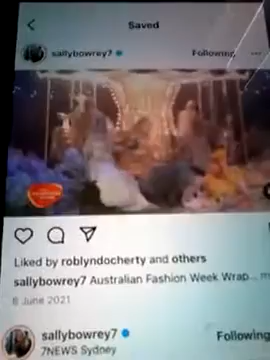 Saved
sallybowrey7
Following
Liked by roblyndocherty and others
sallybowrey7 Australian Fashion Week Wrap...
6 June 2021
sallybowrey7
Following
7NEWS Sydney